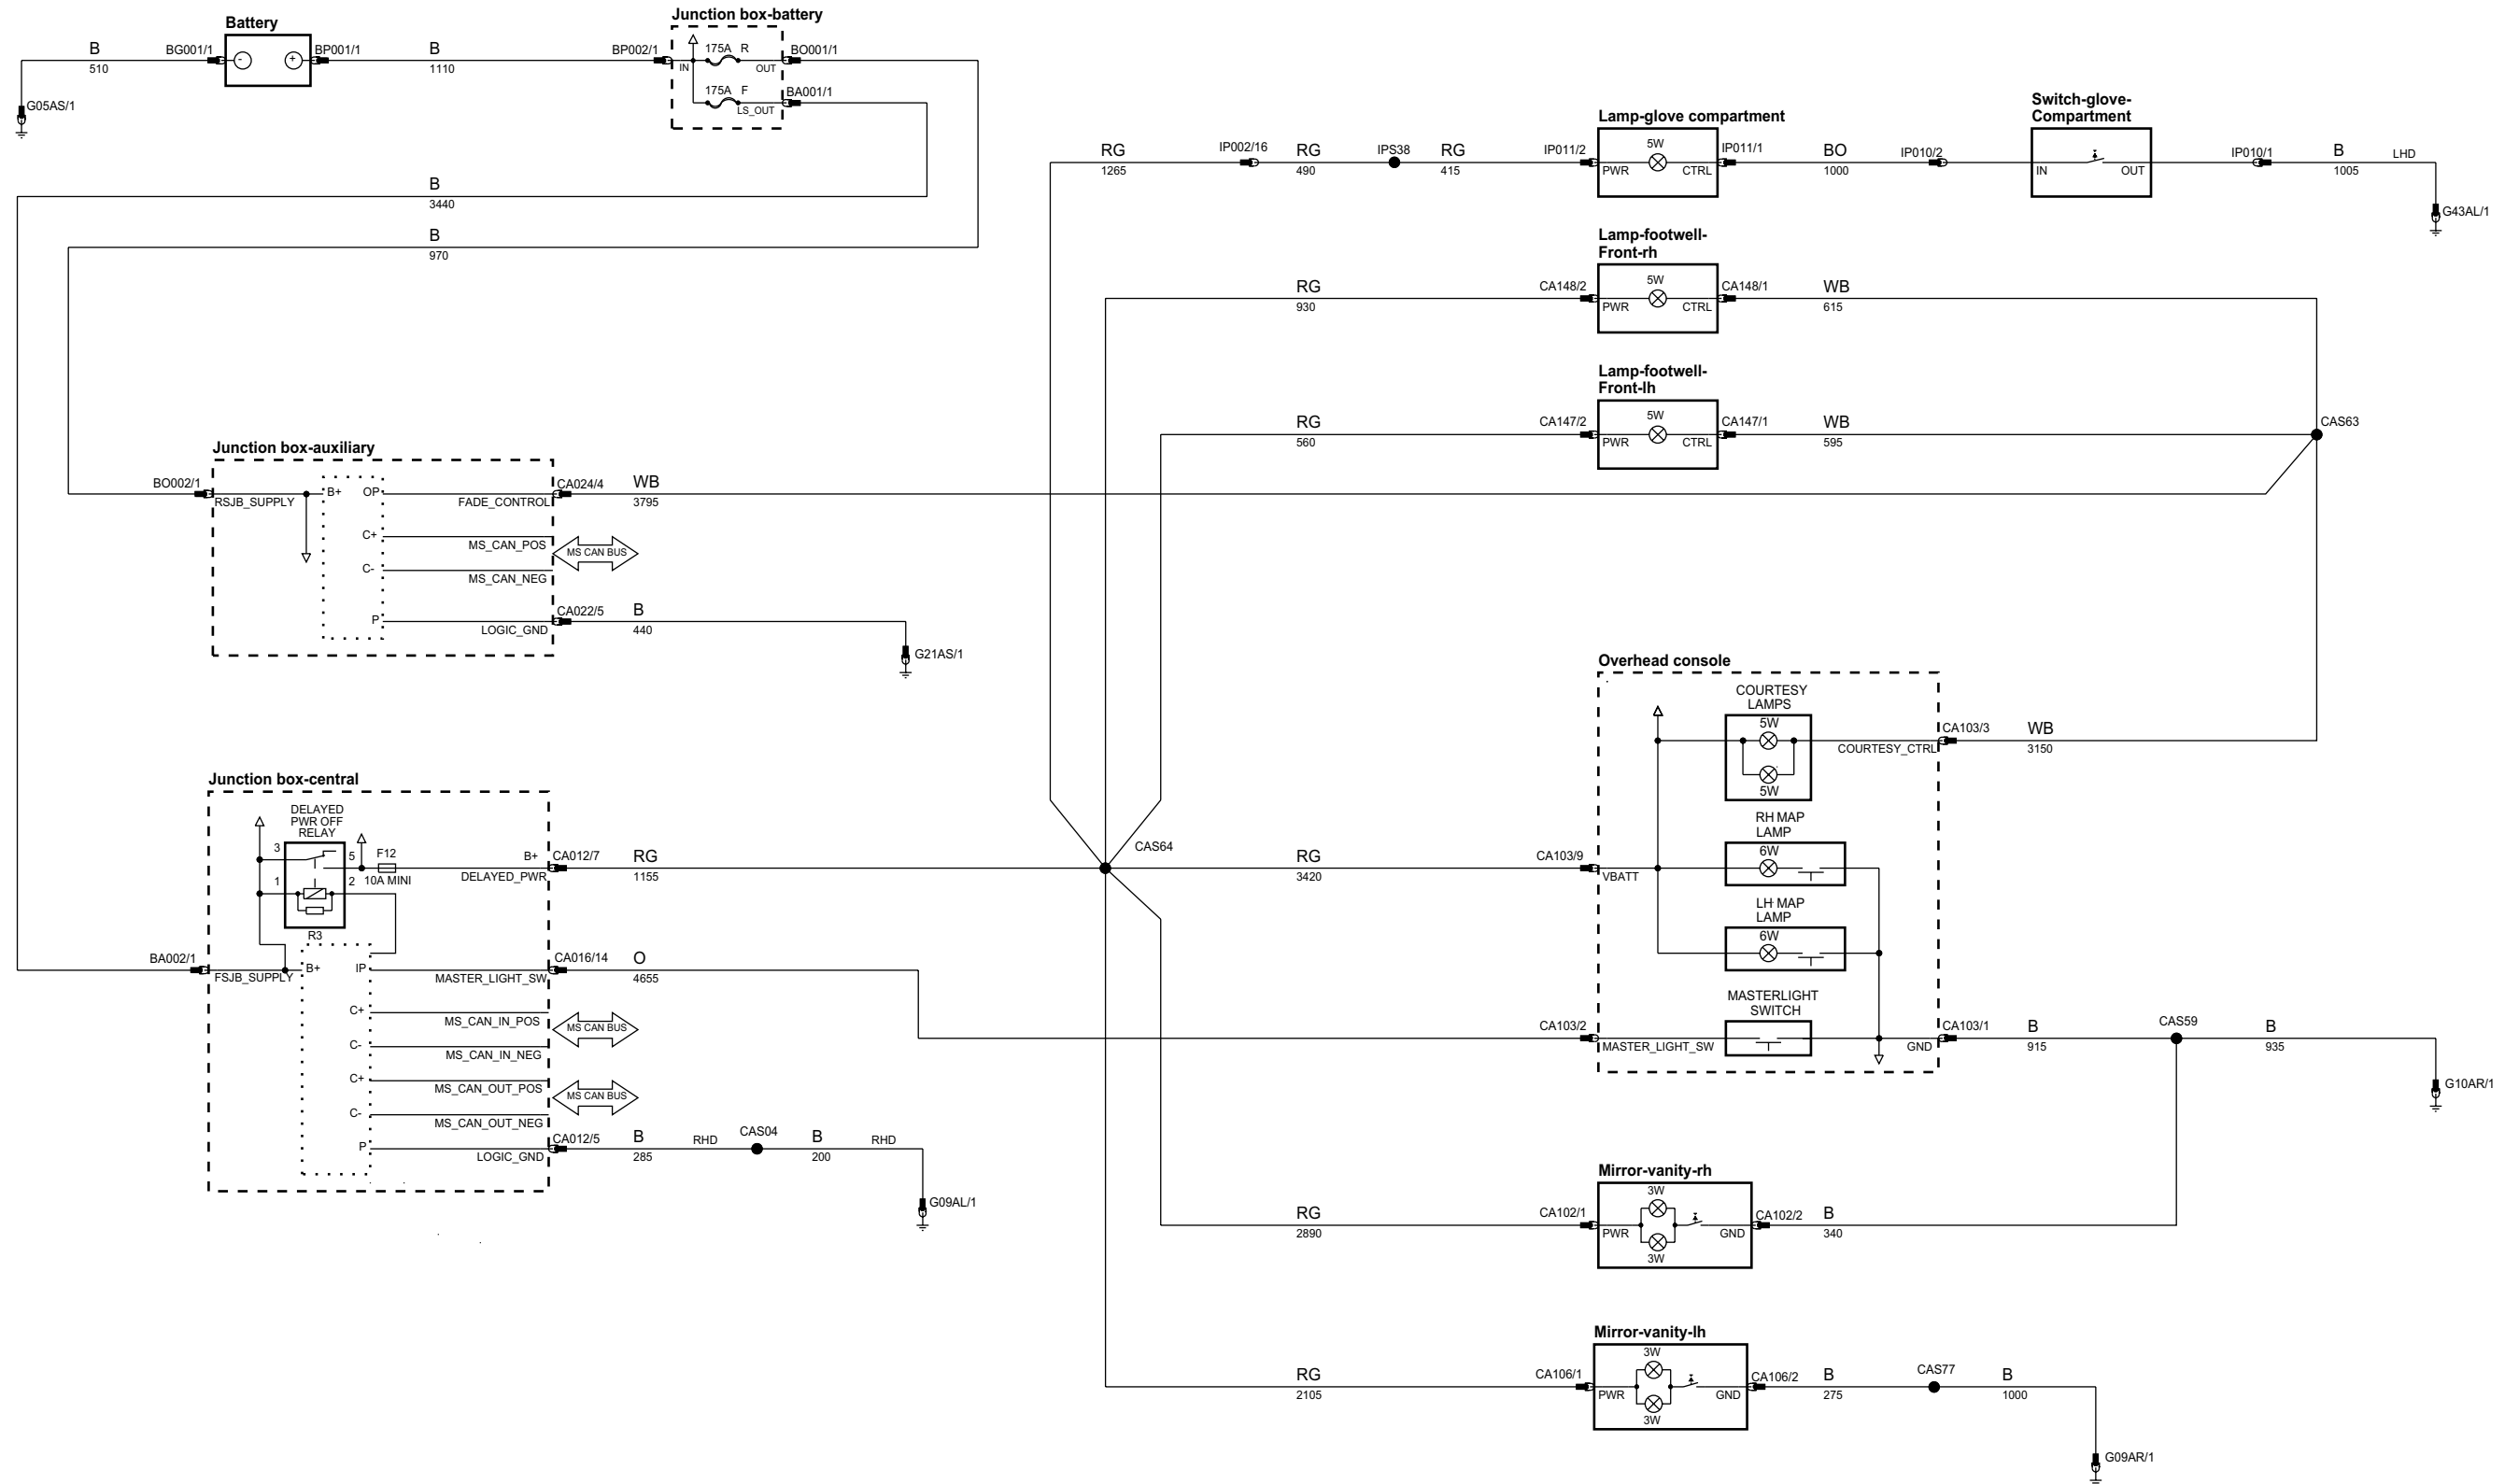 Battery
B
510
BG001/1
-
+
BP001/1
B
1110
BP002/1
G05AS/1
Junction box-battery
175A R
IN
OUT
BO001/1
175A F
LS_OUT
BA001/1
B
3440
B
970
RG
1265
IP002/16
RG
490
IPS38
RG
415
IP011/2
Lamp-glove compartment
5W
PWR
CTRL
IP011/1
BO
1000
IP010/2
Switch-glove-
Compartment
IN
OUT
IP010/1
B
1005
LHD
G43AL/1
RG
930
CA148/2
Lamp-footwell-
Front-rh
5W
PWR
CTRL
CA148/1
WB
615
RG
560
CA147/2
Lamp-footwell-
Front-lh
5W
PWR
CTRL
CA147/1
WB
595
CAS63
Junction box-auxiliary
BO002/1
RSJB_SUPPLY
B+
OP
FADE_CONTROL
CA024/4
WB
3795
C+
MS_CAN_POS
MS CAN BUS
C-
MS_CAN_NEG
P
LOGIC_GND
CA022/5
B
440
G21AS/1
Junction box-central
DELAYED
PWR OFF
RELAY
3
5
F12
10A MINI
1
2
R3
B+
DELAYED_PWR
CA012/7
RG
1155
CAS64
RG
3420
CA103/9
BA002/1
FSJB_SUPPLY
B+
IP
MASTER_LIGHT_SW
CA016/14
O
4655
C+
MS_CAN_IN_POS
MS CAN BUS
C-
MS_CAN_IN_NEG
C+
MS_CAN_OUT_POS
MS CAN BUS
C-
MS_CAN_OUT_NEG
P
LOGIC_GND
CA012/5
B
285
RHD
CAS04
B
200
RHD
G09AL/1
Overhead console
COURTESY
LAMPS
5W
5W
COURTESY_CTRL
CA103/3
WB
3150
VBATT
RH MAP
LAMP
6W
LH MAP
LAMP
6W
MASTERLIGHT
SWITCH
CA103/2
MASTER_LIGHT_SW
GND
CA103/1
B
915
CAS59
B
935
G10AR/1
RG
2890
CA102/1
Mirror-vanity-rh
3W
3W
PWR
GND
CA102/2
B
340
RG
2105
CA106/1
Mirror-vanity-lh
3W
3W
PWR
GND
CA106/2
B
275
CAS77
B
1000
G09AR/1